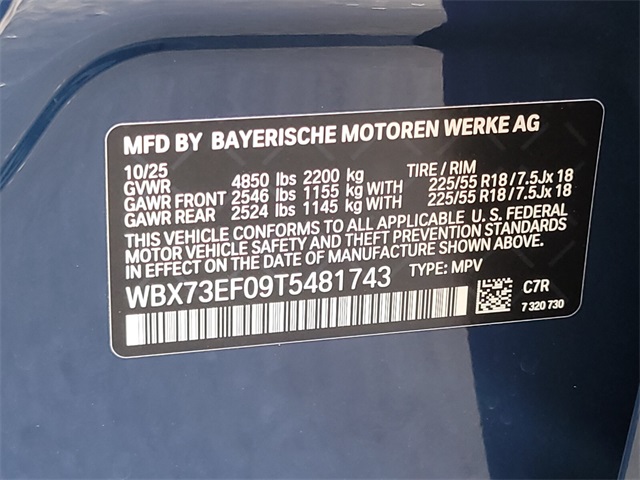 MFD BY BAYERISCHE MOTOREN WERKE AG
10/25 TIRE / RIM
GVWR 4850 lbs 2200 kg
GAWR FRONT 2546 lbs 1155 kg WITH 225/55 R18 / 7.5Jx 18
GAWR REAR 2524 lbs 1145 kg WITH 225/55 R18 / 7.5Jx 18
THIS VEHICLE CONFORMS TO ALL APPLICABLE U. S. FEDERAL
MOTOR VEHICLE SAFETY AND THEFT PREVENTION STANDARDS
IN EFFECT ON THE DATE OF MANUFACTURE SHOWN ABOVE.
WBX73EF09T5481743 TYPE: MPV
C7R
7 320 730